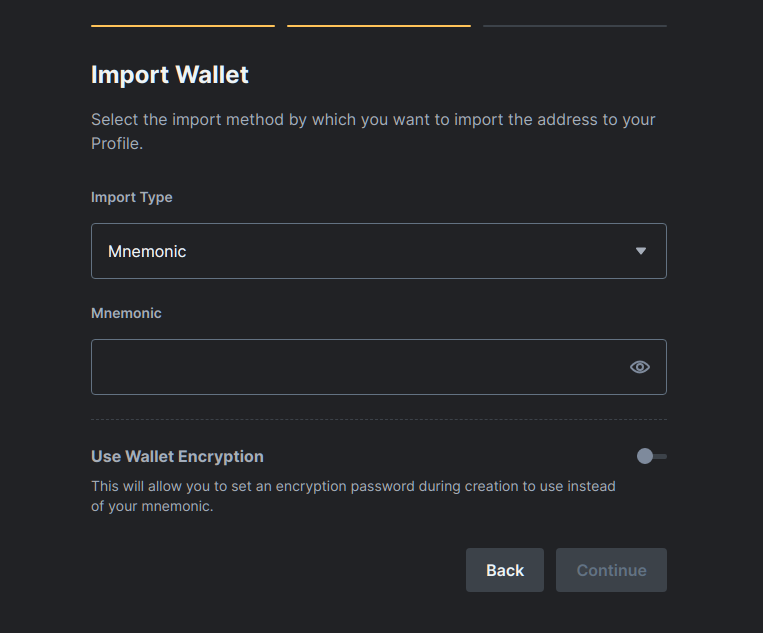 Import Wallet
Select the import method by which you want to import the address to your
Profile.
Import Type
Mnemonic
Mnemonic
Use Wallet Encryption
This will allow you to set an encryption password during creation to use instead
of your mnemonic.
Back
Continue